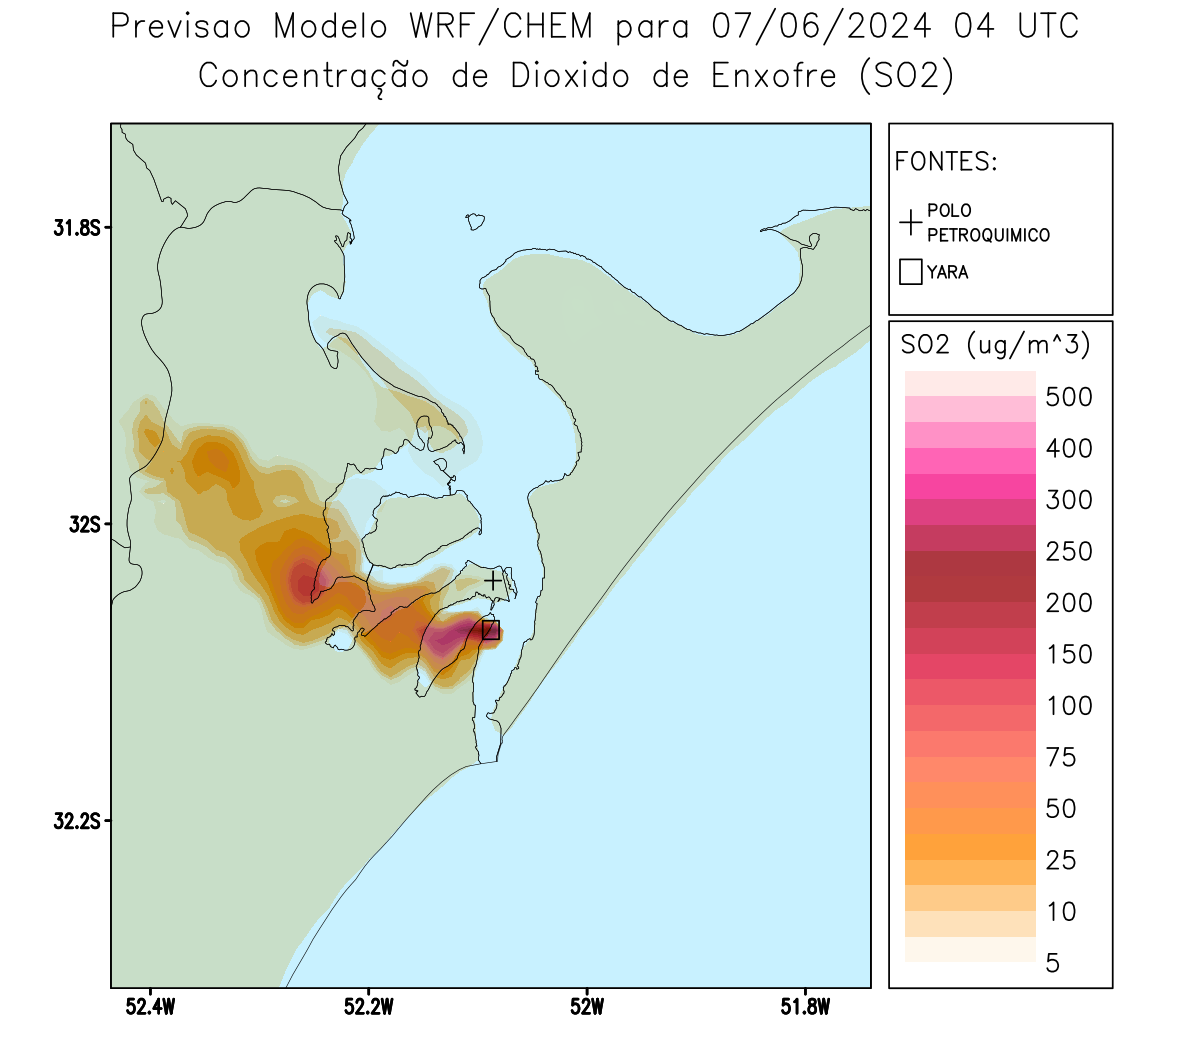 Previsao Modelo WRF/CHEM para 07/06/2024 04 UTC
Concentração de Dioxido de Enxofre (SO2)
FONTES:
POLO
PETROQUIMICO
YARA
SO2 (ug/m^3)
500
400
300
250
200
150
100
75
50
25
10
5
31.8S
32S
32.2S
52.4W
52.2W
52W
51.8W